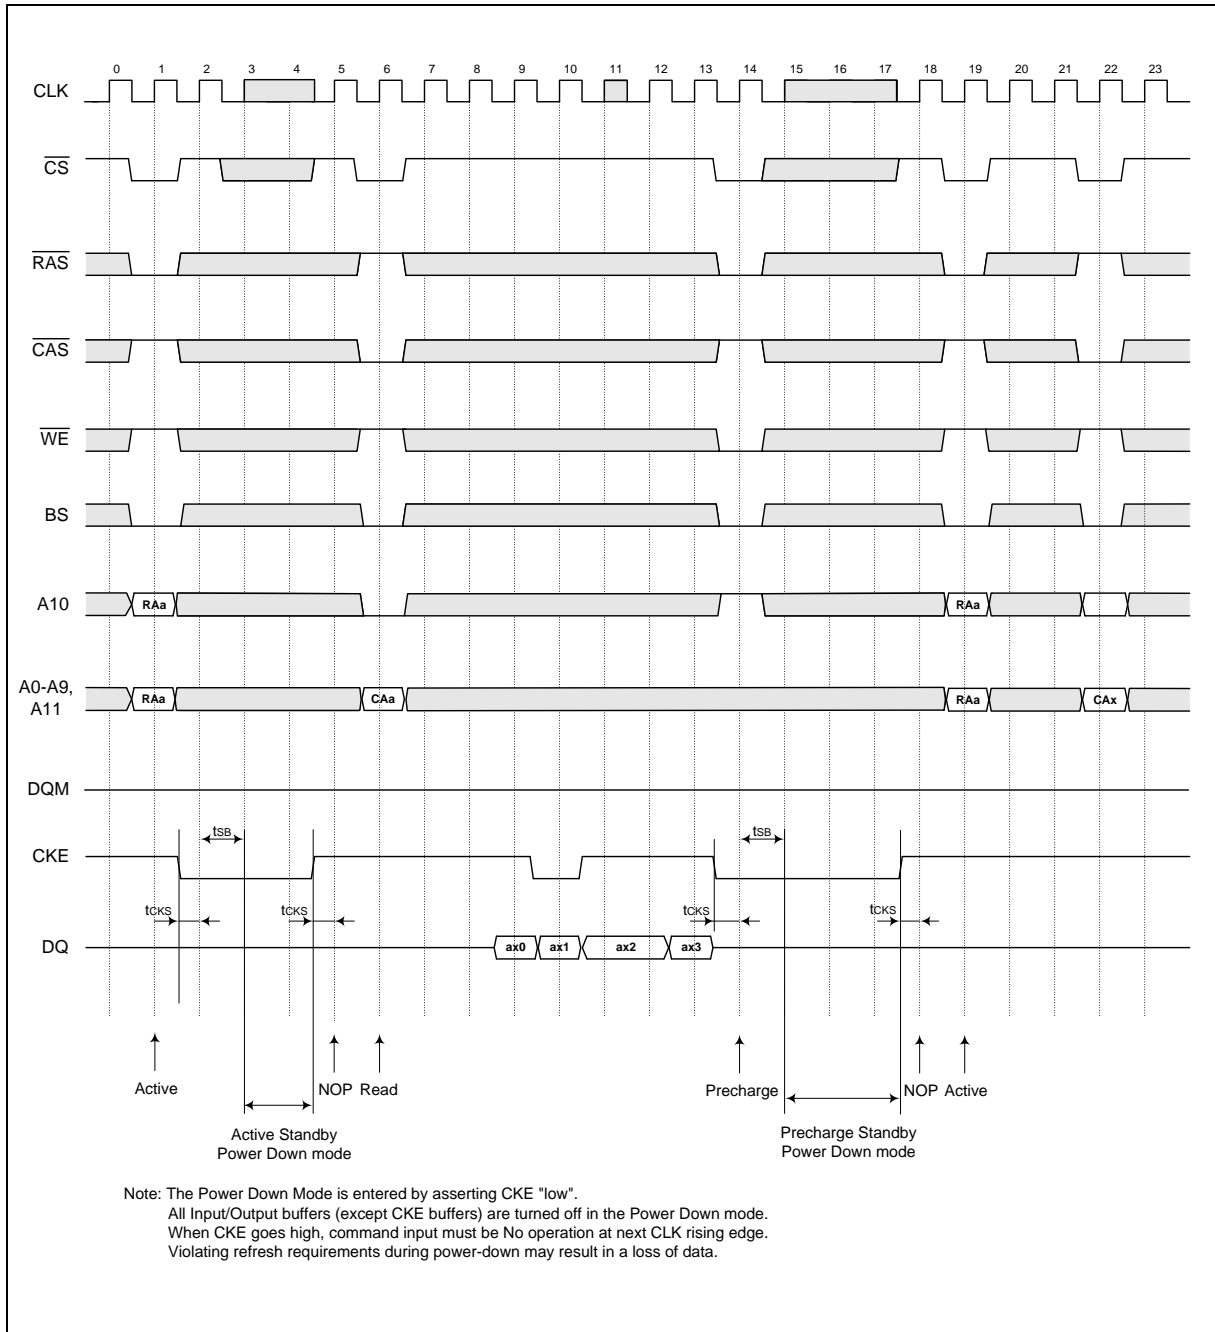 0 1 2 3 4 5 6 7 8 9 10 11 12 13 14 15 16 17 18 19 20 21 22 23
CLK
CS
RAS
CAS
WE
BS
A10 RAa RAa
A0-A9,
A11 RAa CAa RAa CAx
DQM
tSB tSB
CKE
tCKS tCKS tCKS tCKS
DQ ax0 ax1 ax2 ax3
Active NOP Read Precharge NOP Active
Active Standby
Power Down mode
Precharge Standby
Power Down mode
Note: The Power Down Mode is entered by asserting CKE "low".
All Input/Output buffers (except CKE buffers) are turned off in the Power Down mode.
When CKE goes high, command input must be No operation at next CLK rising edge.
Violating refresh requirements during power-down may result in a loss of data.